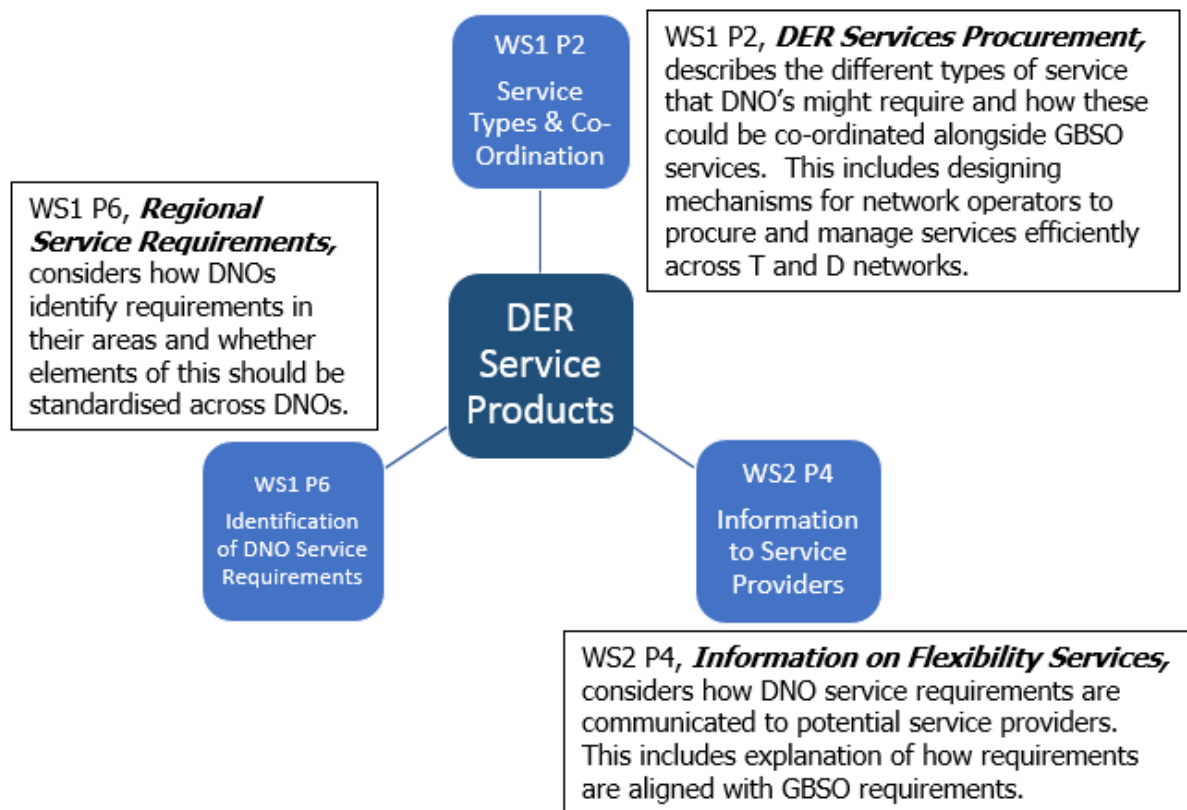 WS1 P2
Service
Types & Co-
Ordination
WS1 P2, DER Services Procurement,
describes the different types of service
that DNO's might require and how these
could be co-ordinated alongside GBSO
services.  This includes designing
mechanisms for network operators to
procure and manage services efficiently
across T and D networks.
WS1 P6, Regional
Service Requirements,
considers how DNOs
identify requirements in
their areas and whether
elements of this should be
standardised across DNOs.
DER
Service
Products
WS1 P6
Identification
of DNO Service
Requirements
WS2 P4
Information
to Service
Providers
WS2 P4, Information on Flexibility Services,
considers how DNO service requirements are
communicated to potential service providers.
This includes explanation of how requirements
are aligned with GBSO requirements.